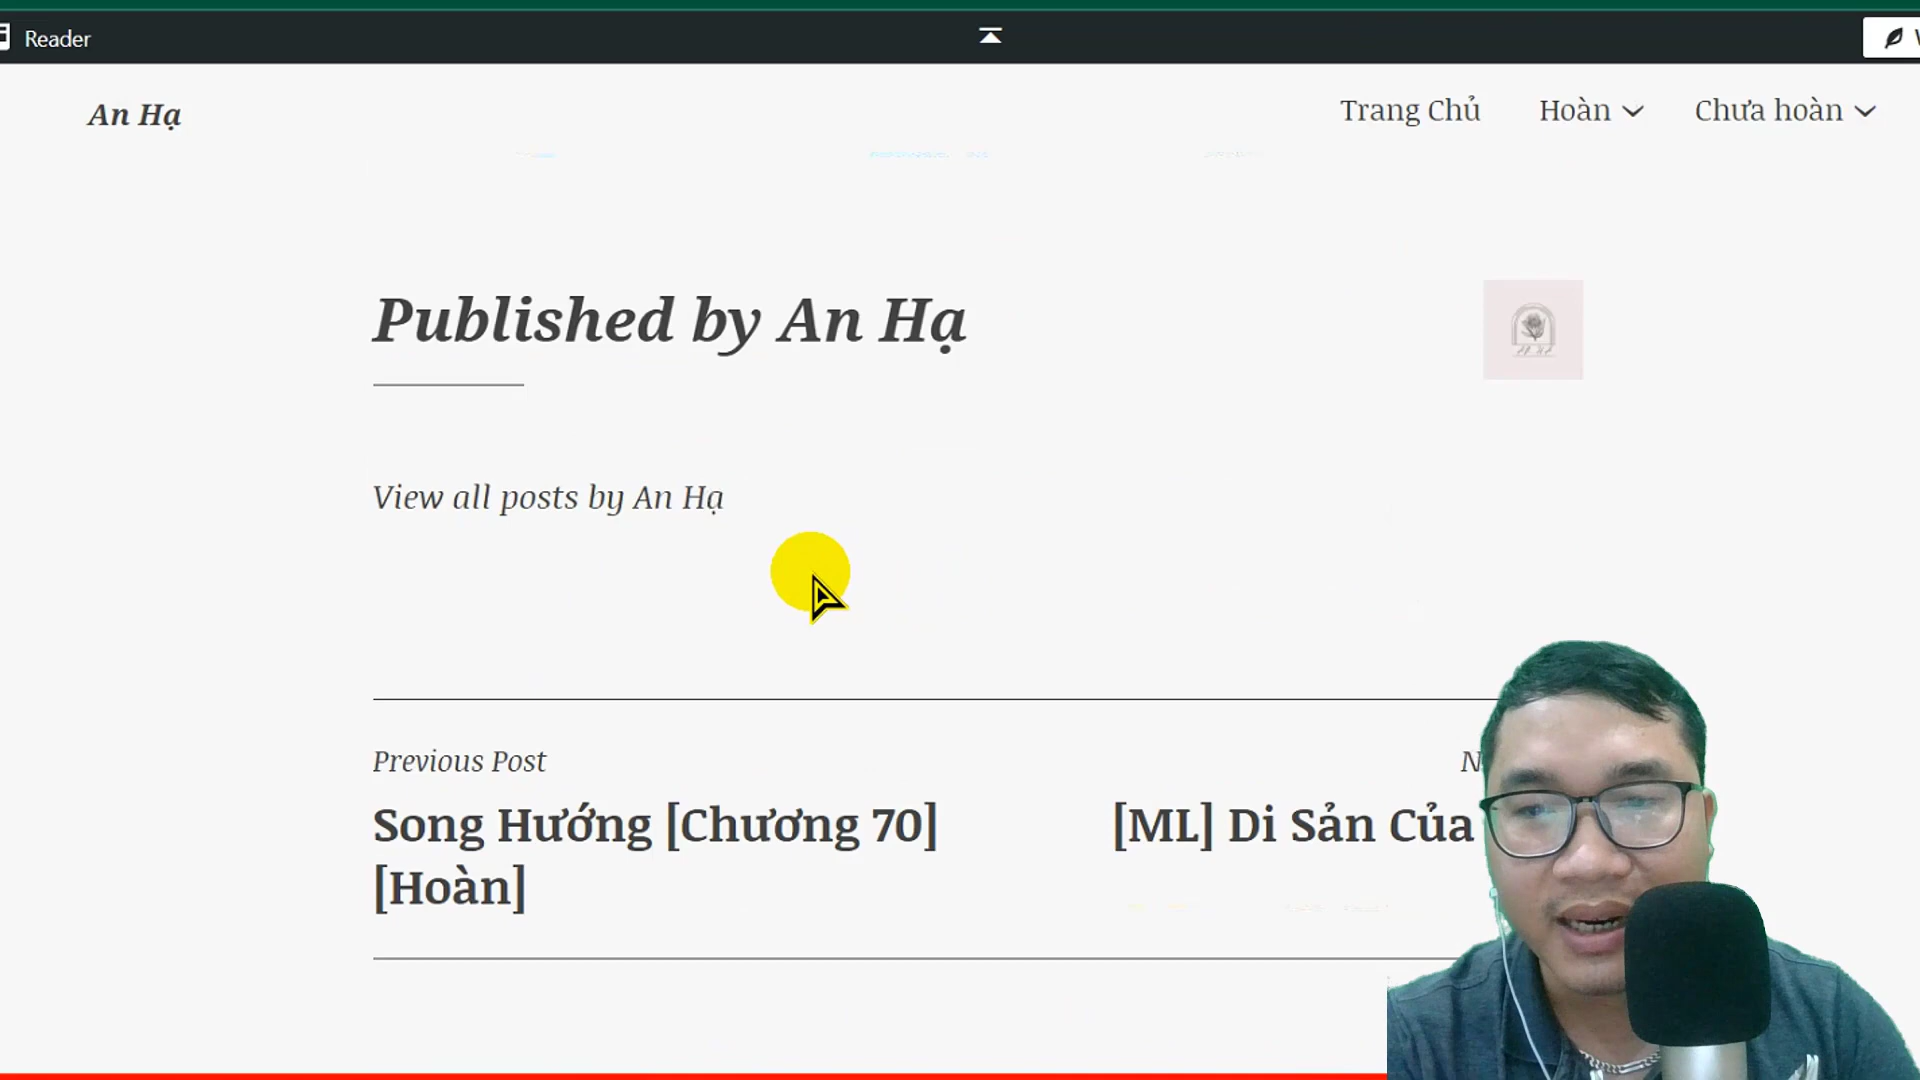 Reader
An Hạ
Trang Chủ
Hoàn
Chưa hoàn
Published by An Hạ
View all posts by An Hạ
Previous Post
Song Hướng [Chương 70]
[Hoàn]
[ML] Di Sản Của